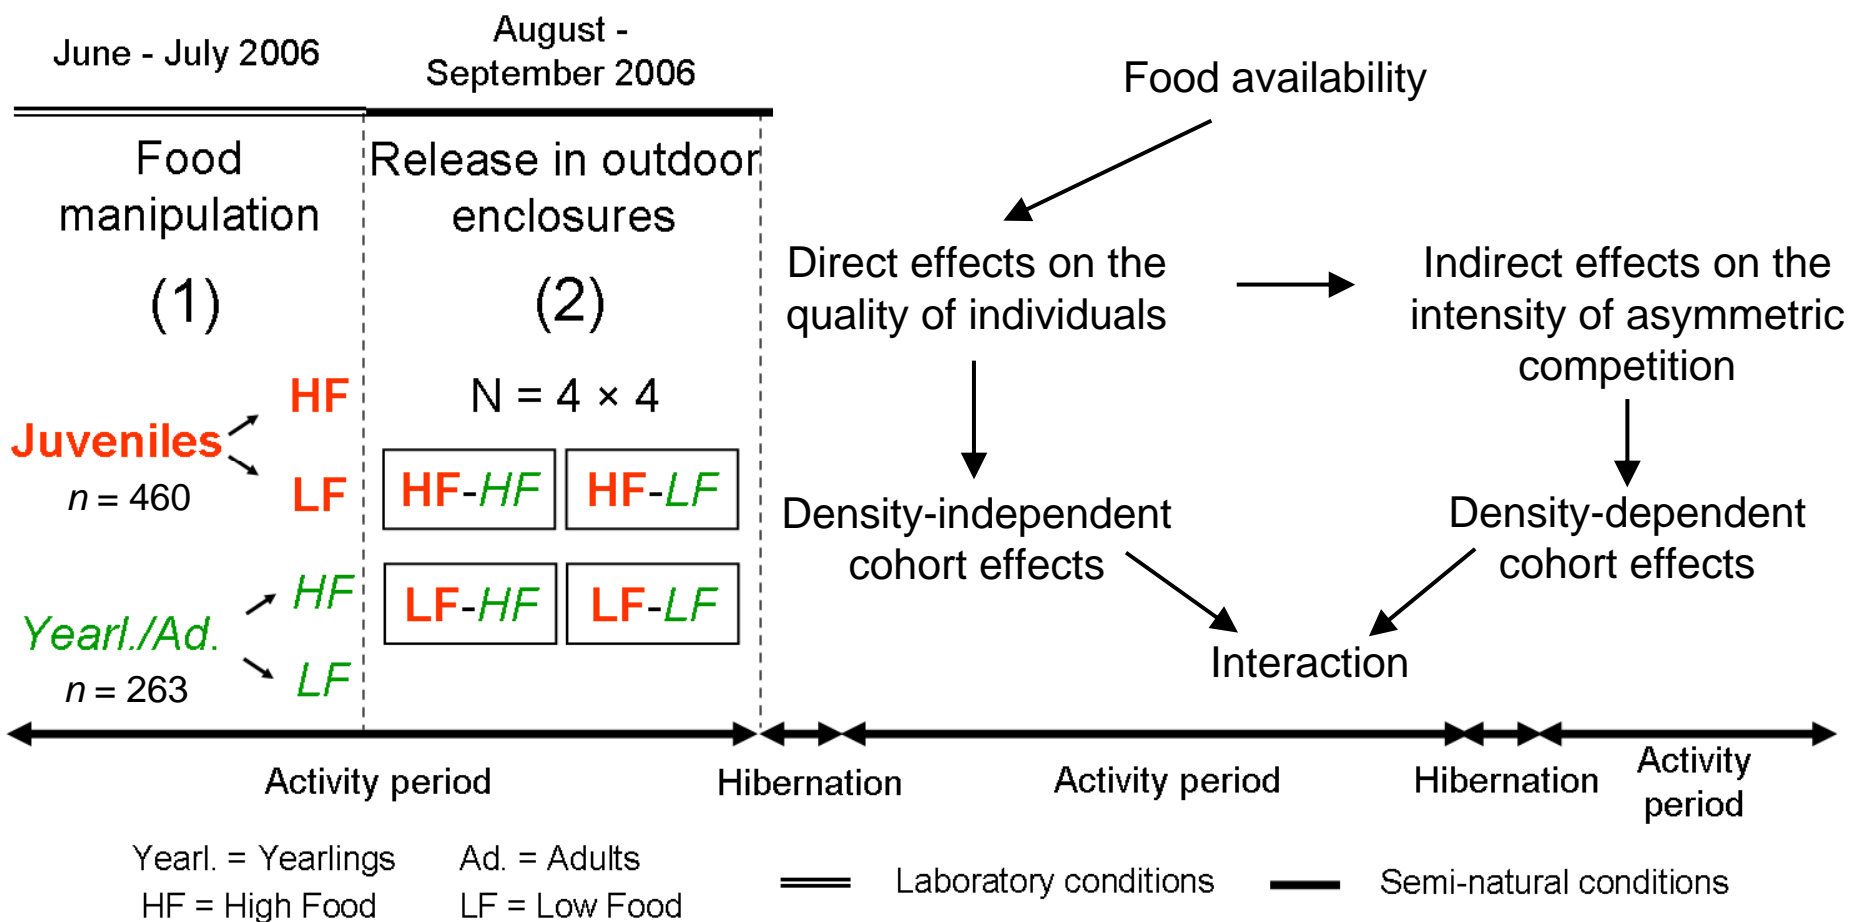 June - July 2006
August -
September 2006
Food
manipulation
(1)
Release in outdoor
enclosures
(2)
HF
Juveniles
LF
n = 460
HF
Yearl./Ad.
LF
n = 263
N = 4 × 4
HF-HF
HF-LF
LF-HF
LF-LF
Food availability
Direct effects on the
quality of individuals
Indirect effects on the
intensity of asymmetric
competition
Density-independent
cohort effects
Density-dependent
cohort effects
Interaction
Activity period
Hibernation
Activity period
Hibernation
Activity
period
Yearl. = Yearlings
Ad. = Adults
HF = High Food
LF = Low Food
Laboratory conditions
Semi-natural conditions